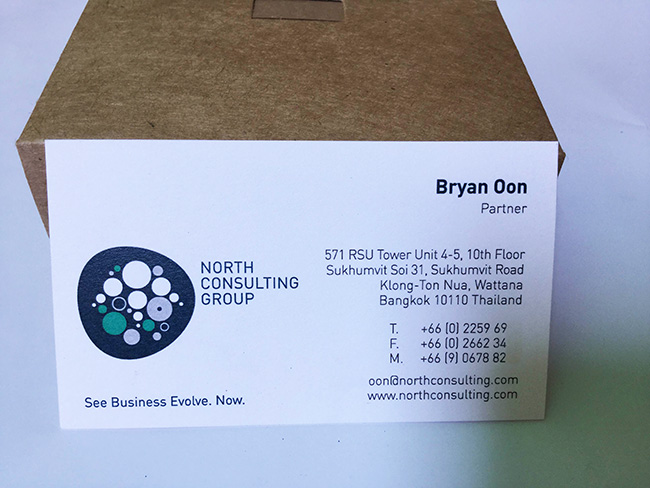 Bryan Oon
Partner
NORTH
CONSULTING
GROUP
571 RSU Tower Unit 4-5, 10th Floor
Sukhumvit Soi 31, Sukhumvit Road
Klong-Ton Nua, Wattana
Bangkok 10110 Thailand
T. +66 (0) 2259 69
F. +66 (0) 2662 34
M. +66 (9) 0678 82
oon@northconsulting.com
www.northconsulting.com
See Business Evolve. Now.